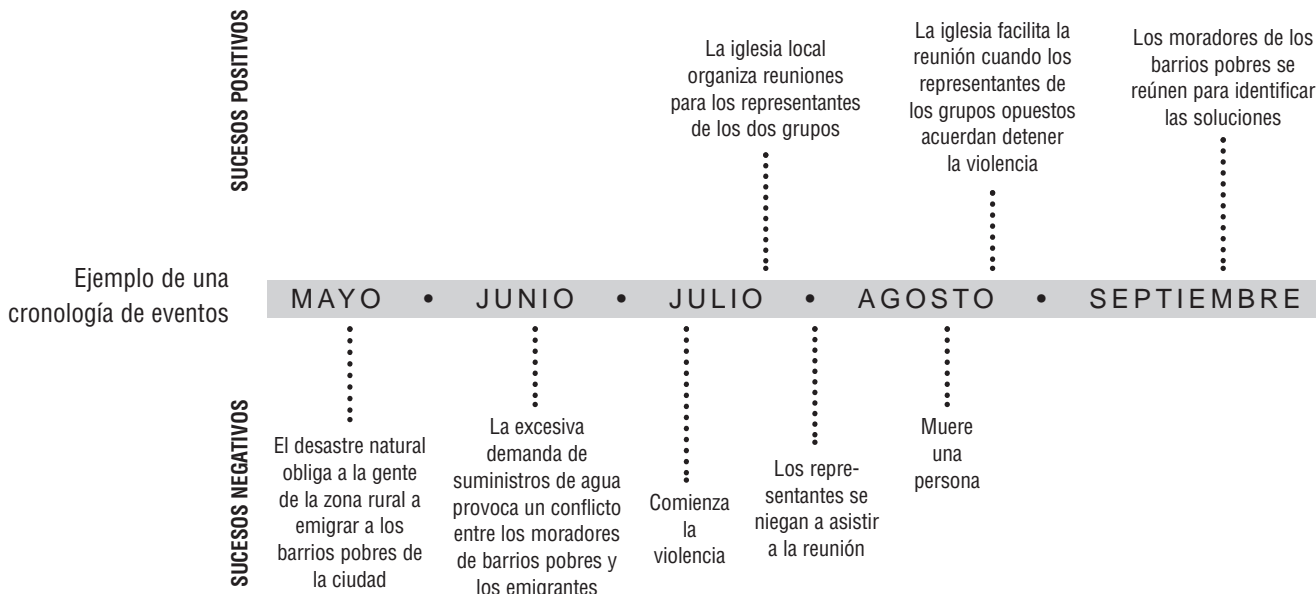 SUCESOS POSITIVOS
La iglesia local
organiza reuniones
para los representantes
de los dos grupos
La iglesia facilita la
reunión cuando los
representantes de
los grupos opuestos
acuerdan detener
la violencia
Los moradores de los
barrios pobres se
reúnen para identificar
las soluciones
Ejemplo de una
cronología de eventos
MAYO • JUNIO • JULIO • AGOSTO • SEPTIEMBRE
SUCESOS NEGATIVOS
El desastre natural
obliga a la gente
de la zona rural a
emigrar a los
barrios pobres de
la ciudad
La excesiva
demanda de
suministros de agua
provoca un conflicto
entre los moradores
de barrios pobres y
los emigrantes
Comienza
la
violencia
Los repre-
sentantes se
niegan a asistir
a la reunión
Muere
una
persona